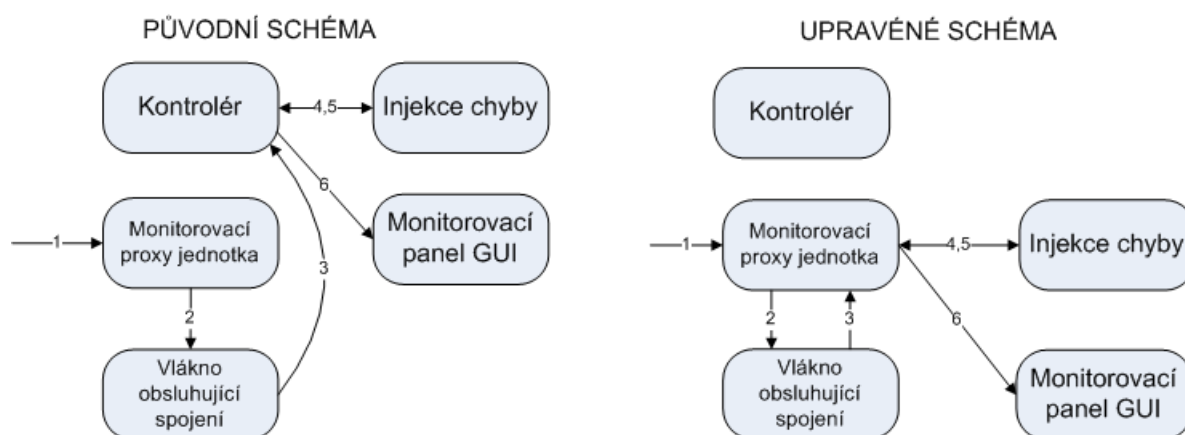 PŮVODNÍ SCHÉMA
Kontrolér
4,5
Injekce chyby
6
Monitorovací
proxy jednotka
Monitorovací
panel GUI
1
3
2
Vlákno
obsluhující
spojení
UPRAVÉNÉ SCHÉMA
Kontrolér
Monitorovací
proxy jednotka
1
4,5
Injekce chyby
2
3
6
Vlákno
obsluhující
spojení
Monitorovací
panel GUI